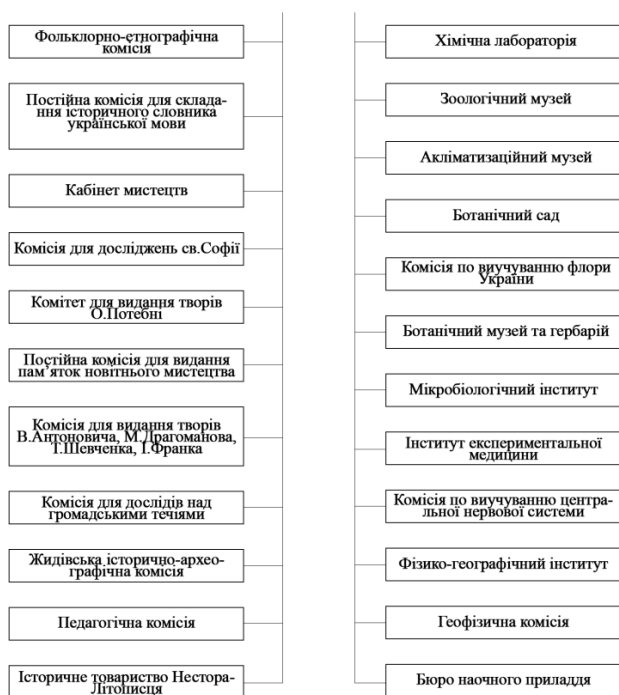 Фольклорно-етнографічна
комісія
Постійна комісія для склада-
ння історичного словника
української мови
Кабінет мистецтв
Комісія для досліджень св.Софії
Комітет для видання творів
О.Потебні
Постійна комісія для видання
пам’яток новітнього мистецтва
Комісія для видання творів
В.Антоновича, М.Драгоманова,
Т.Шевченка, І.Франка
Комісія для дослідів над
громадськими течіями
Жидівська історично-архео-
графічна комісія
Педагогічна комісія
Історичне товариство Нестора-
Літописця
Хімічна лабораторія
Зоологічний музей
Акліматизаційний музей
Ботанічний сад
Комісія по виучуванню флори
України
Ботанічний музей та гербарій
Мікробіологічний інститут
Інститут експериментальної
медицини
Комісія по виучуванню центра-
льної нервової системи
Фізико-географічний інститут
Геофізична комісія
Бюро наочного приладдя